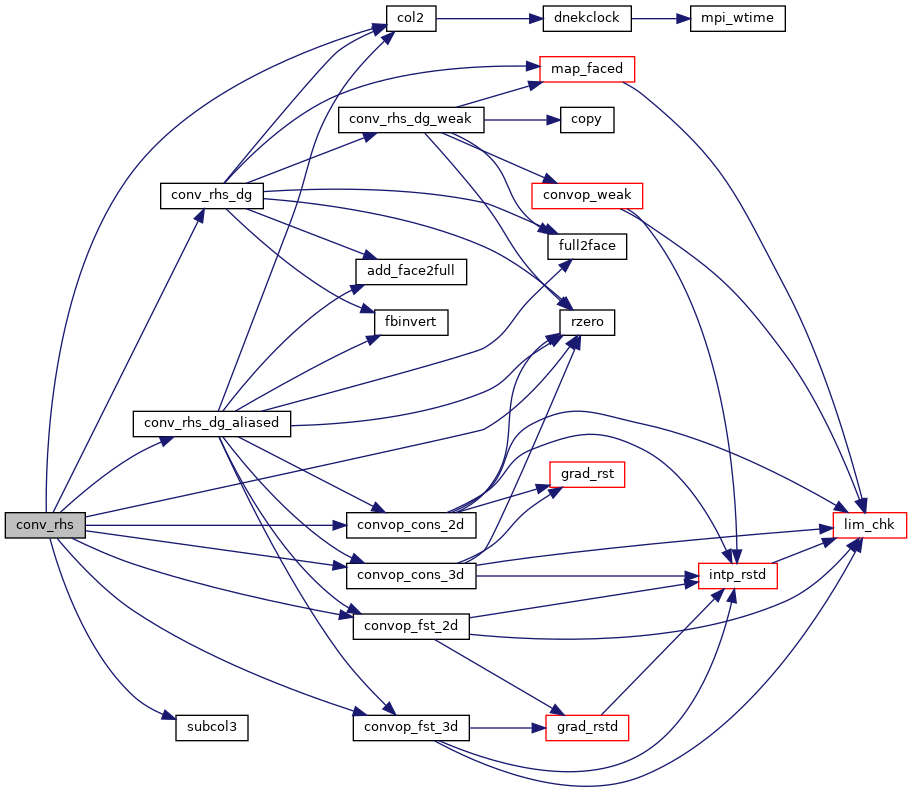 col2
dnekclock
mpi_wtime
map_faced
conv_rhs_dg_weak
copy
conv_rhs_dg
convop_weak
full2face
add_face2full
fbinvert
rzero
conv_rhs_dg_aliased
grad_rst
conv_rhs
convop_cons_2d
lim_chk
convop_cons_3d
intp_rstd
convop_fst_2d
subcol3
convop_fst_3d
grad_rstd